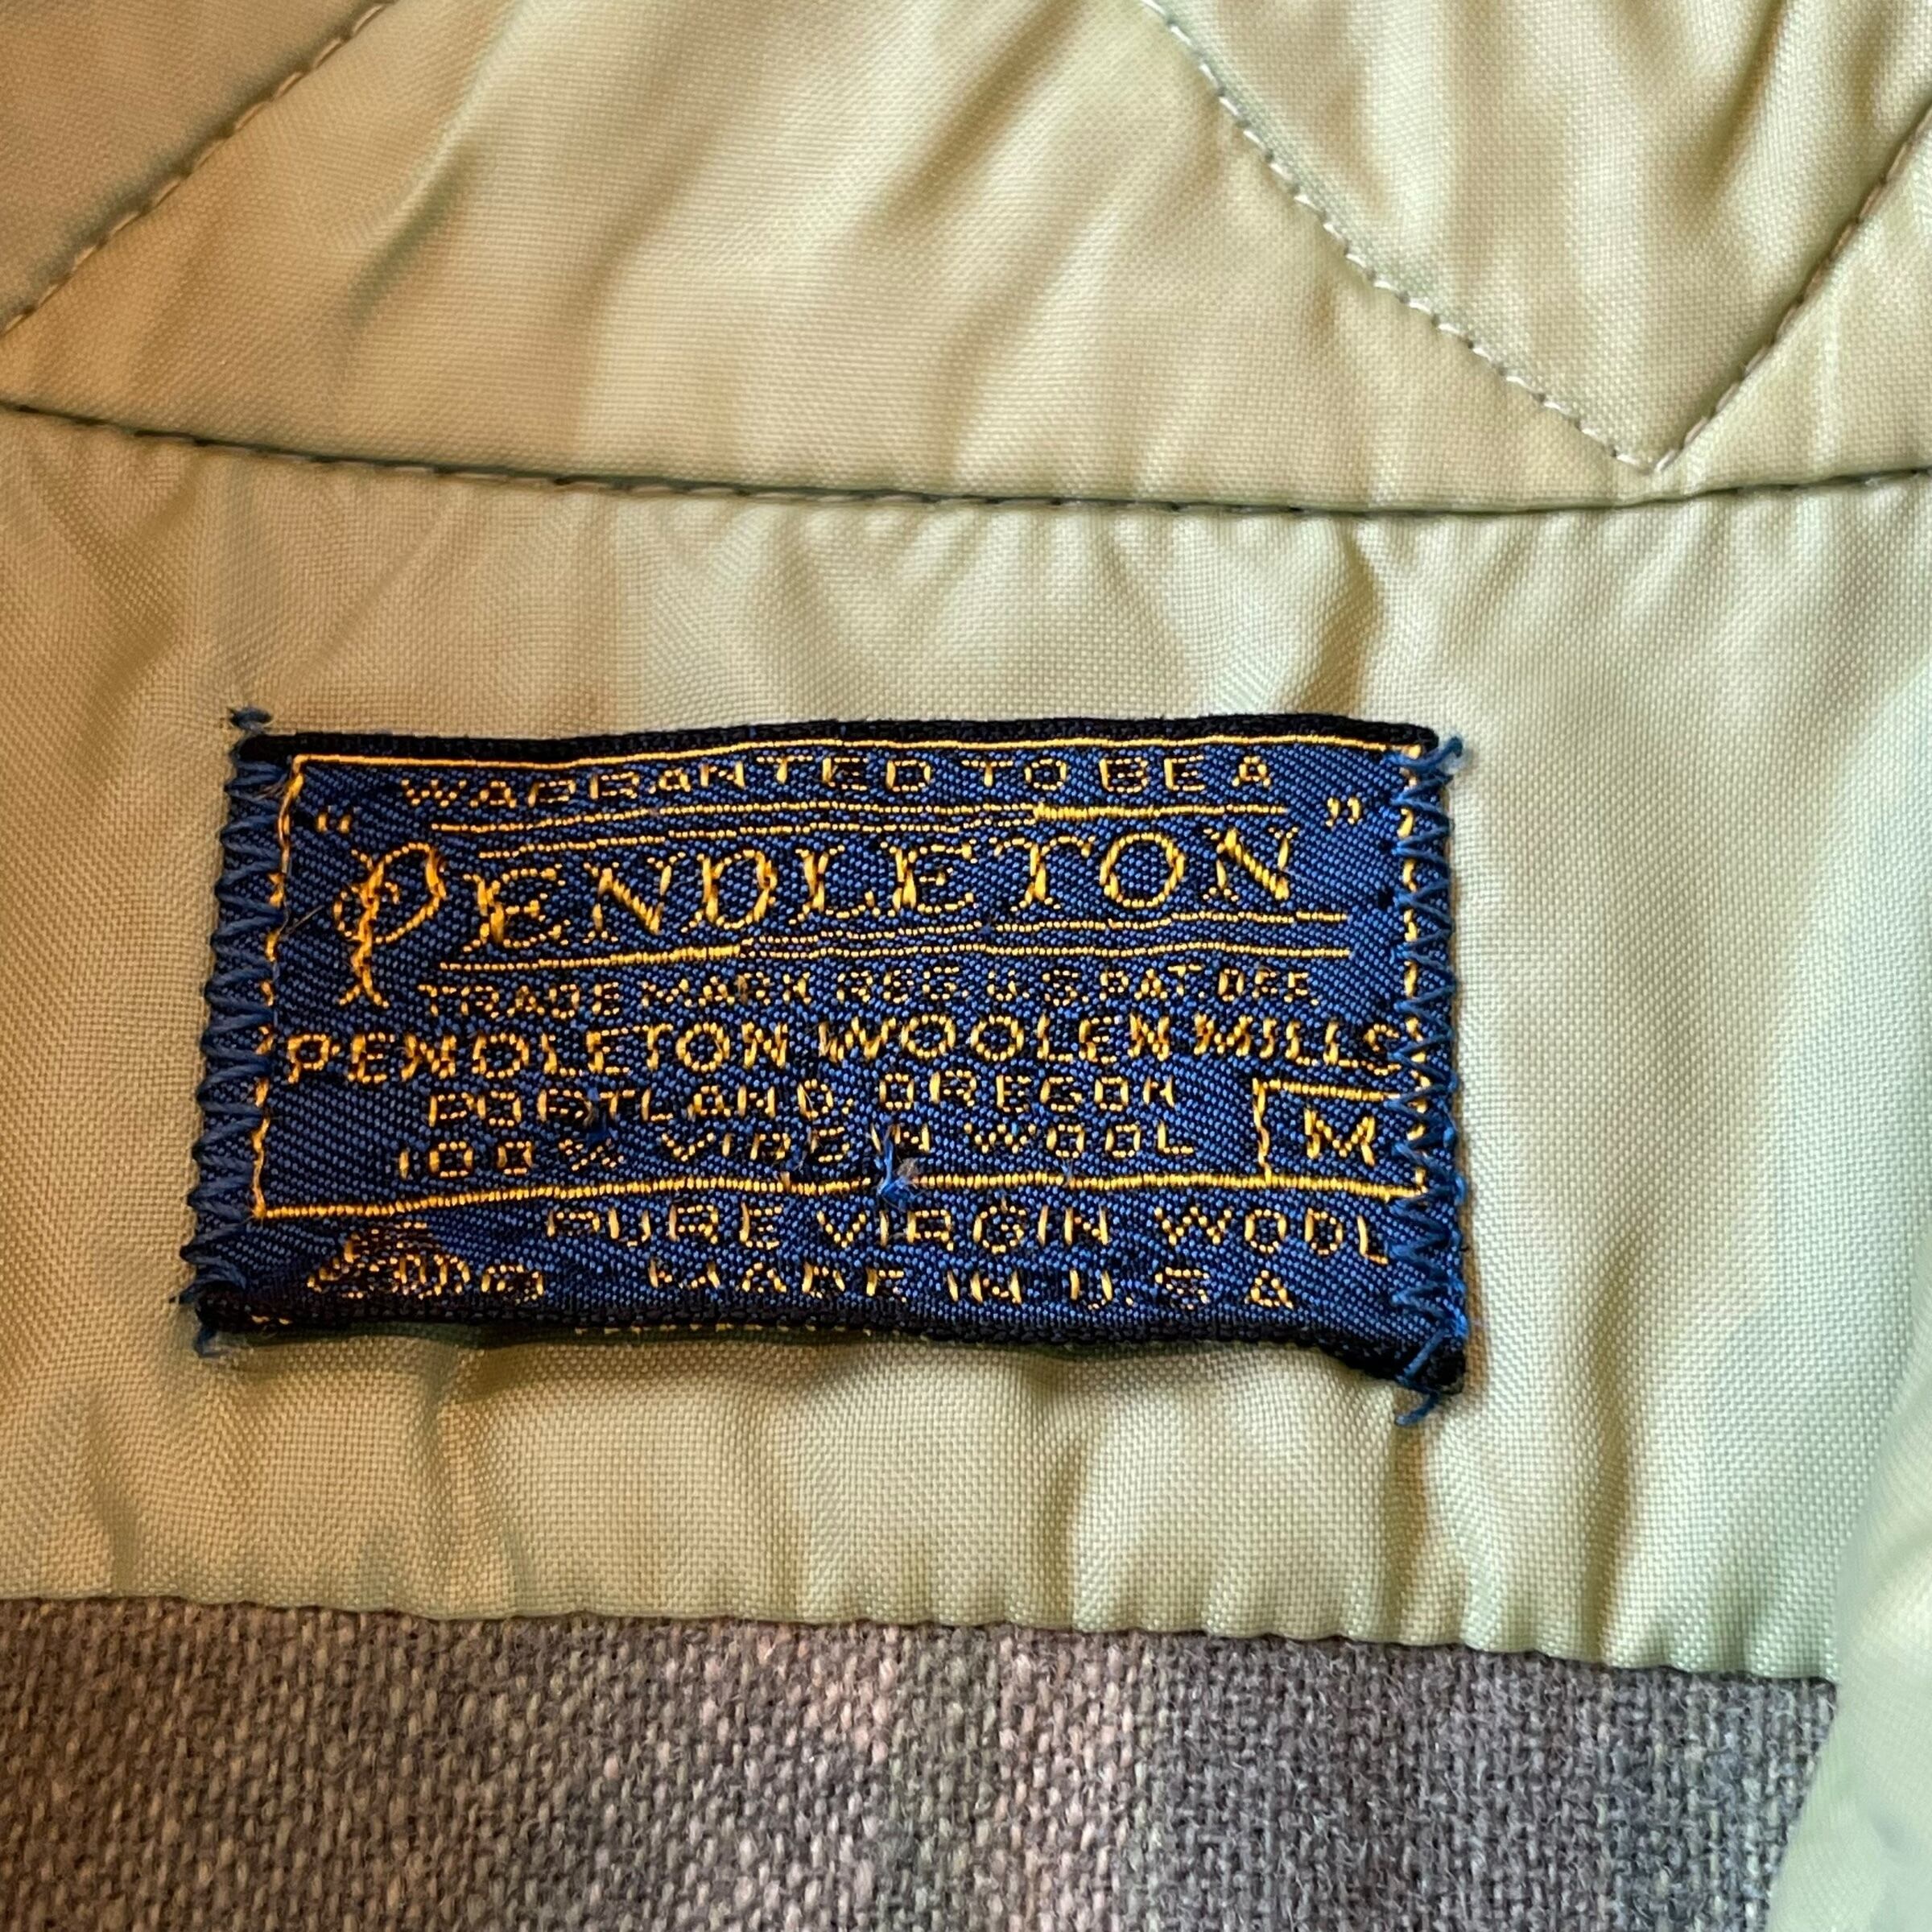 WARRANTED TO BE A
"PENDLETON"
TRADE MARK REG. U.S. PAT. OFF.
PENDLETON WOOLEN MILLS
PORTLAND, OREGON
100% VIRGIN WOOL
M
PURE VIRGIN WOOL
MADE IN U.S.A